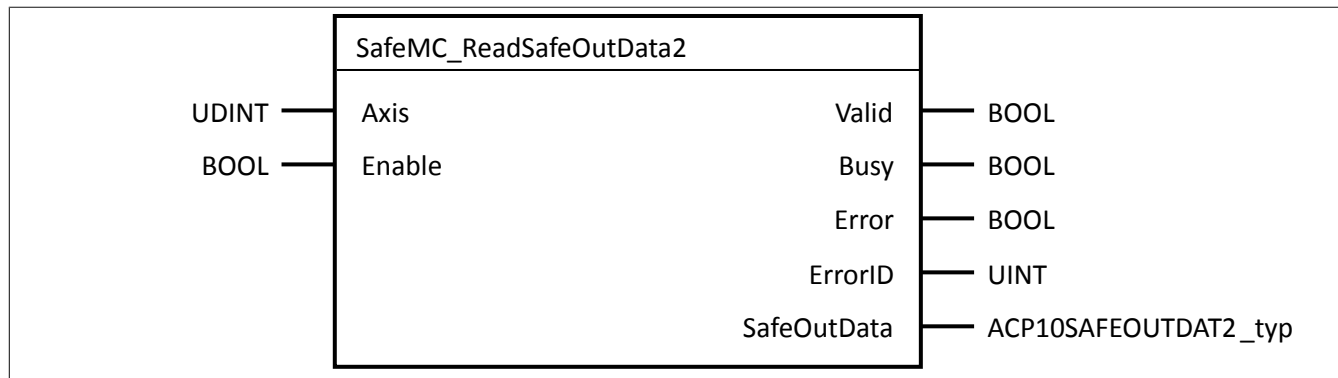 SafeMC_ReadSafeOutData2
UDINT Axis Valid BOOL
BOOL Enable Busy BOOL
Error BOOL
ErrorID UINT
SafeOutData ACP10SAFEOUTDAT2_typ